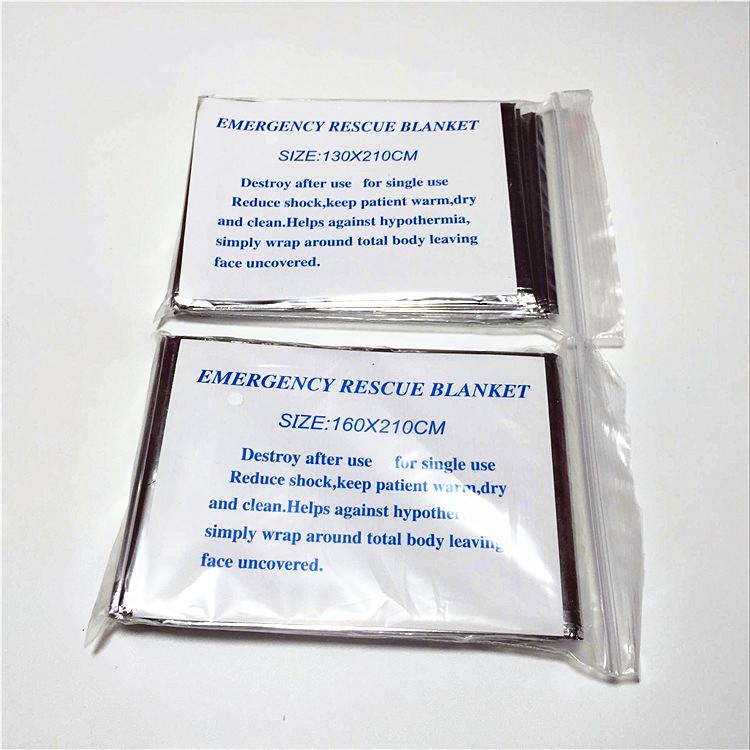 EMERGENCY RESCUE BLANKET
SIZE:130X210CM
Destroy after use for single use
Reduce shock,keep patient warm,dry
and clean.Helps against hypothermia,
simply wrap around total body leaving
face uncovered.
EMERGENCY RESCUE BLANKET
SIZE:160X210CM
Destroy after use for single use
Reduce shock,keep patient warm,dry
and clean.Helps against
simply wrap around total body leaving
face uncovered.